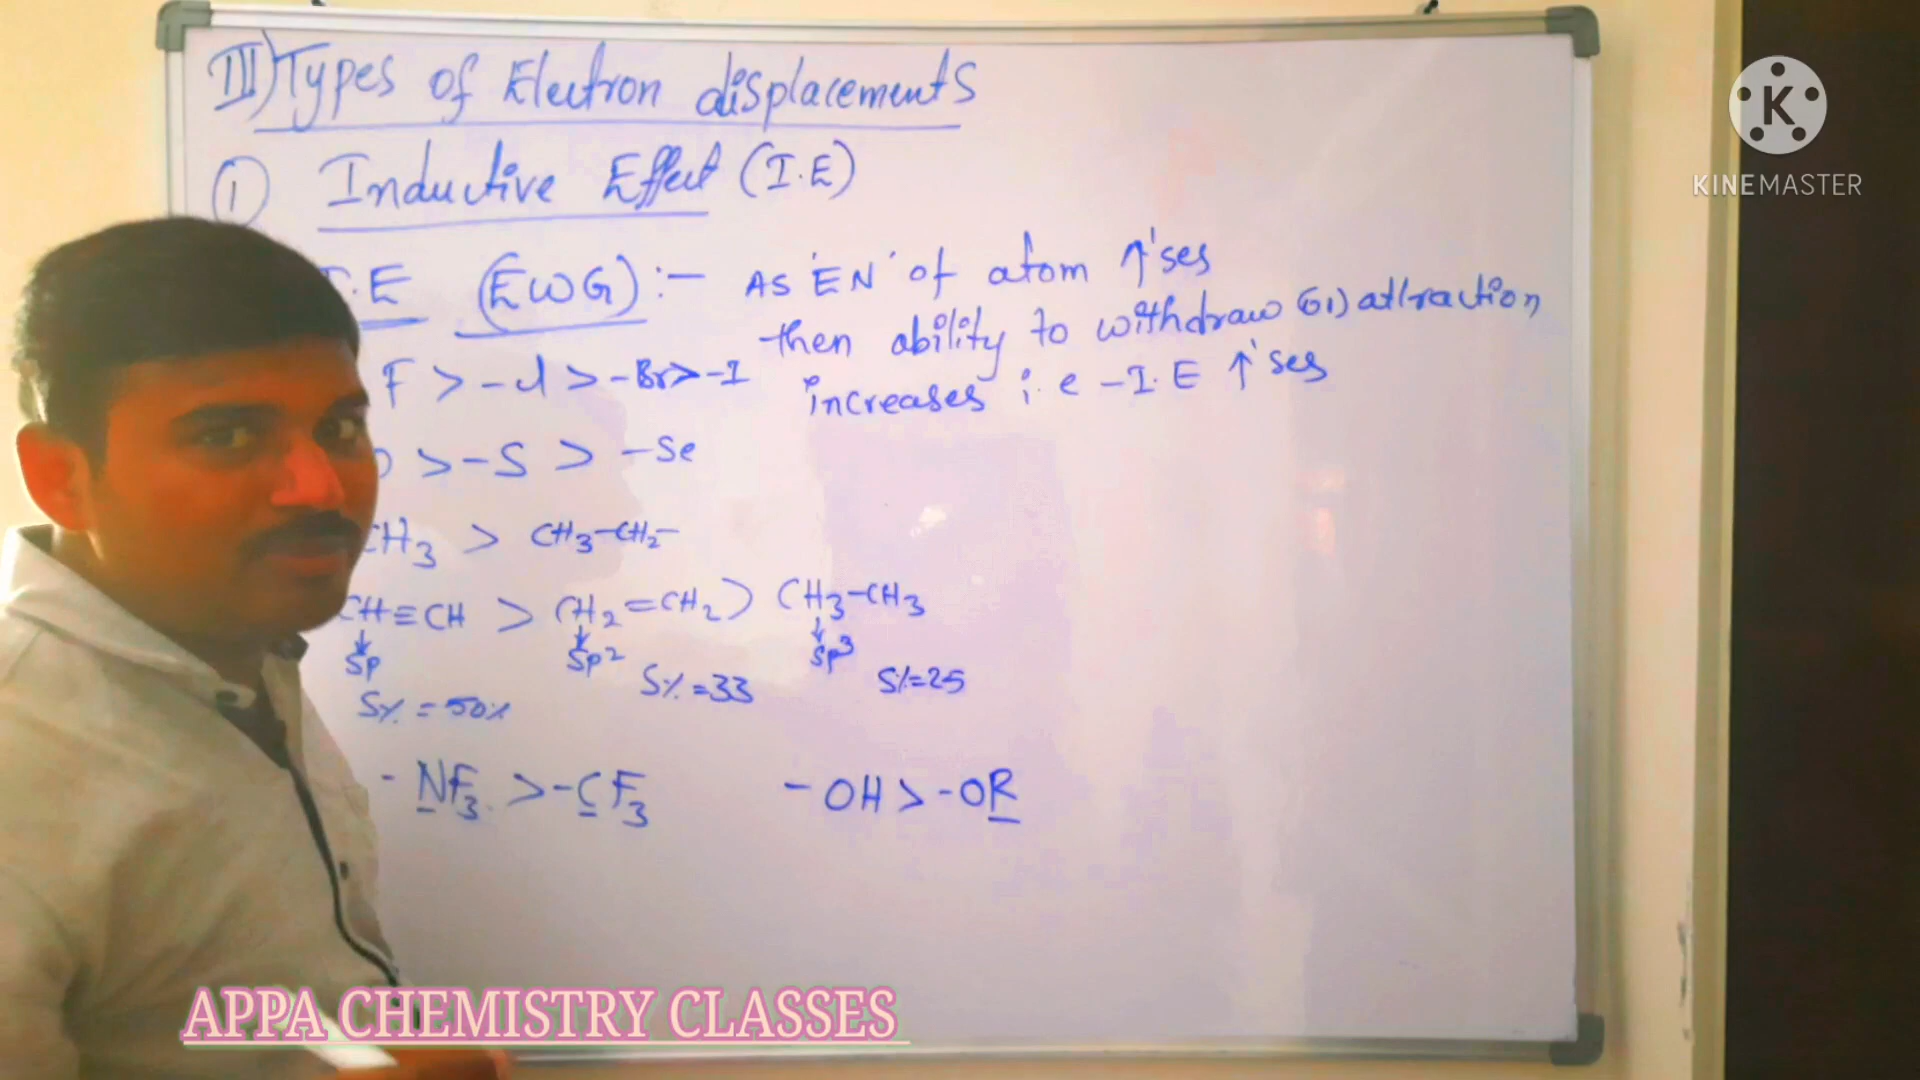 III) Types of Electron displacements
① Inductive Effect (I.E)
I.E (EWG):- As 'EN' of atom ↑'ses
then ability to withdraw (or) attraction
increases i.e -I.E ↑'ses
F > -Cl > -Br > -I
O > -S > -Se
CH3 > CH3-CH2-
CH≡CH > CH2=CH2 > CH3-CH3
↓ ↓ ↓
Sp Sp² Sp³
S% = 50% S% = 33 S% = 25
- NF3 > -CF3 - OH > -OR
K
KINEMASTER
APPA CHEMISTRY CLASSES